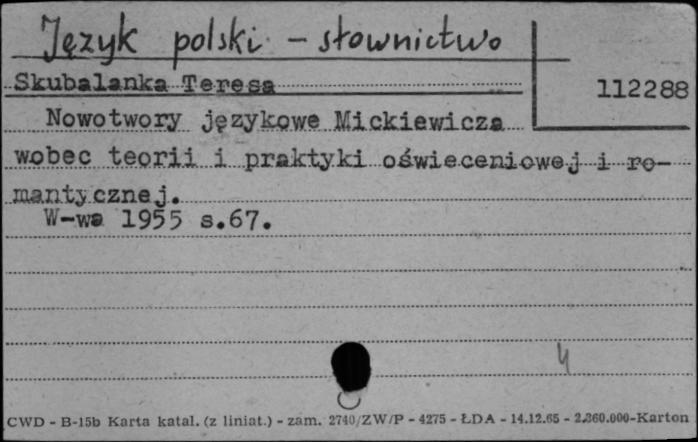 Język polski - słownictwo
Skubalanka Teresa
112288
Nowotwory językowe Mickiewicza
wobec teorii i praktyki oświeceniowej i ro-
mantycznej.
W-wa 1955 s.67.
4
CWD - B-15b Karta katal. (z liniat.) - zam. 2740/ZW/P - 4275 - ŁDA - 14.12.65 - 2.360.000-Karton